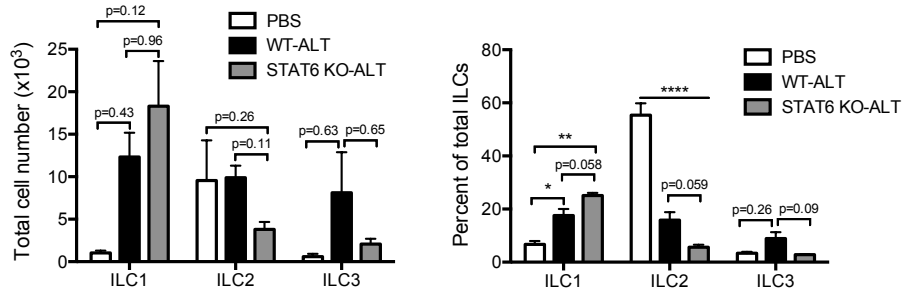 PBS
WT-ALT
STAT6 KO-ALT
Total cell number (x10³)
25
20
15
10
5
0
p=0.12
p=0.96
p=0.43
p=0.26
p=0.11
p=0.63
p=0.65
ILC1
ILC2
ILC3
PBS
WT-ALT
STAT6 KO-ALT
Percent of total ILCs
80
60
40
20
0
****
**
p=0.058
*
p=0.059
p=0.26
p=0.09
ILC1
ILC2
ILC3